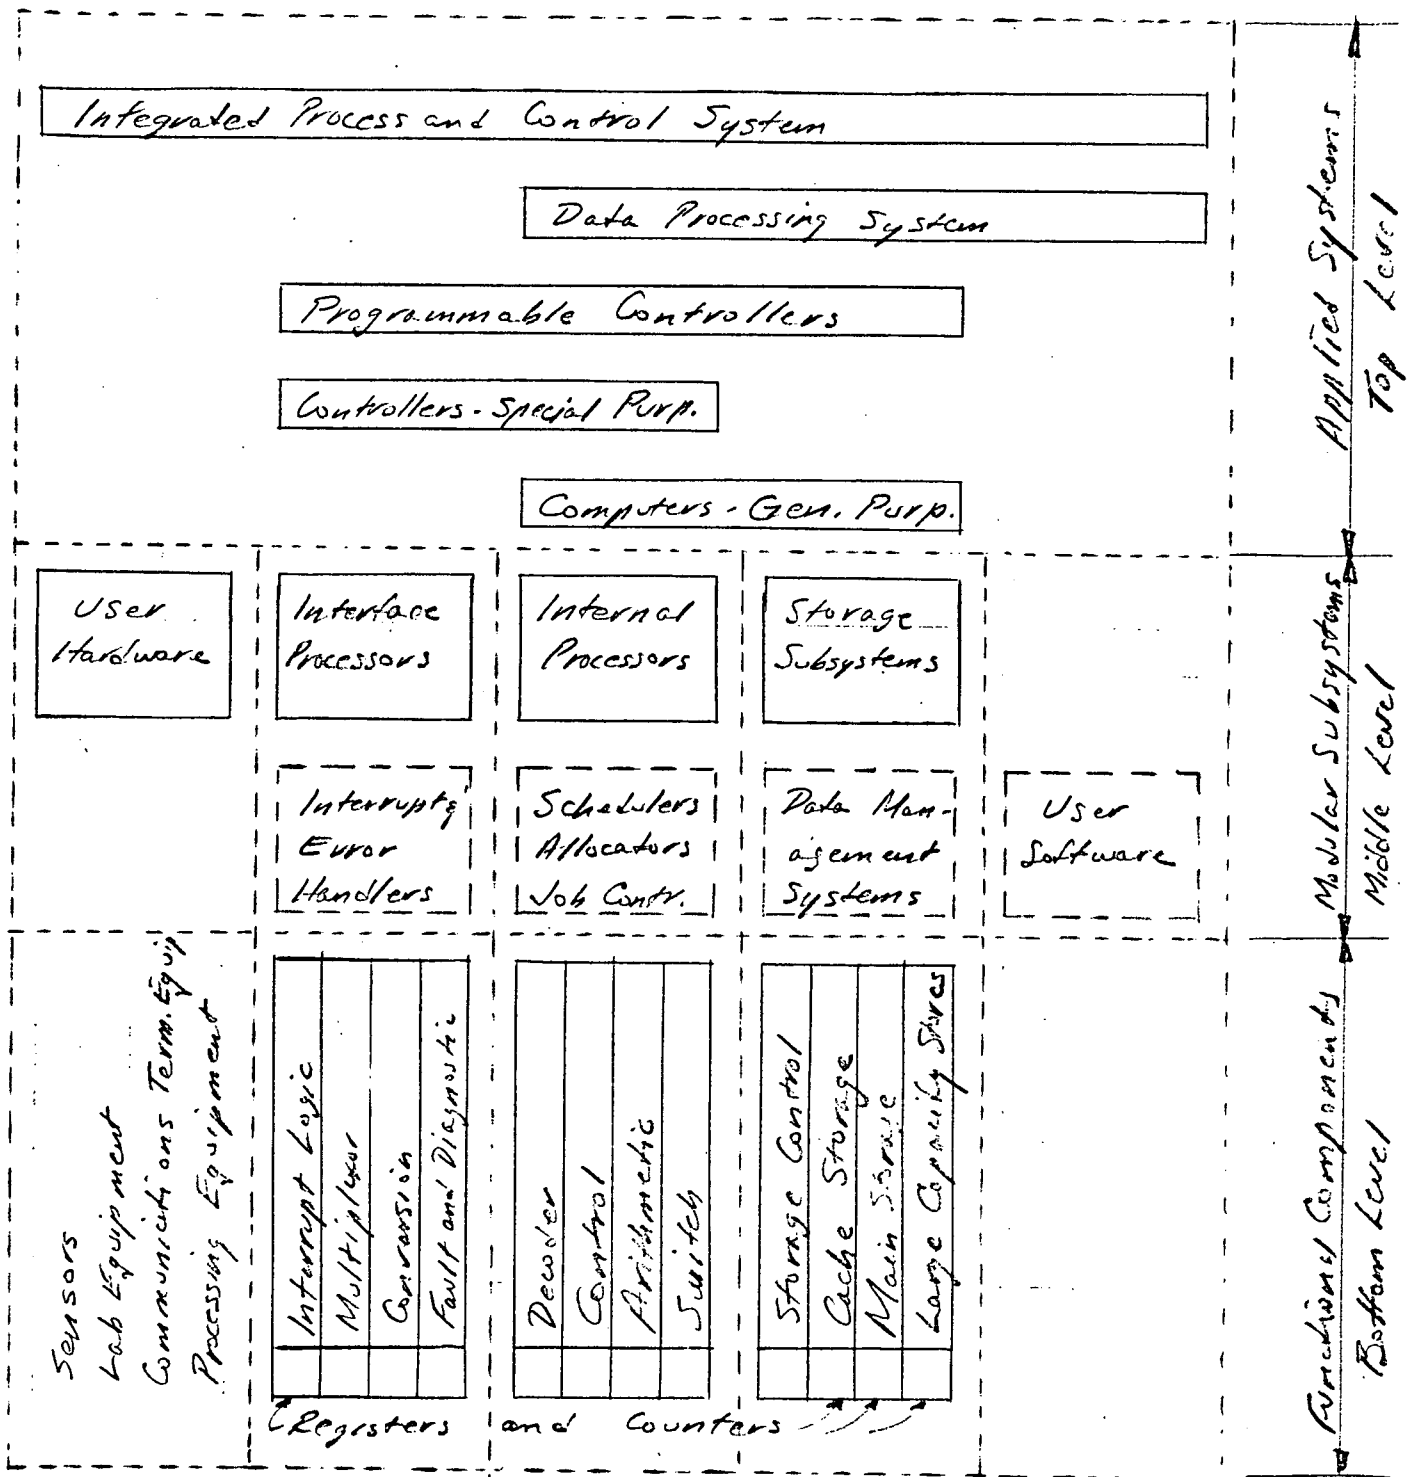 Integrated Process and Control System
Data Processing System
Programmable Controllers
Controllers - Special Purp.
Computers - Gen. Purp.
Applied Systems
Top Level
User
Hardware
Interface
Processors
Internal
Processors
Storage
Subsystems
Interrupt &
Error
Handlers
Schedulers
Allocators
Job Contr.
Data Man-
agement
Systems
User
Software
Modular Subsystems
Middle Level
Sensors
Lab Equipment
Communications Term. Equip
Processing Equipment
Interrupt Logic
Multiplexor
Conversion
Fault and Diagnostic
Decoder
Control
Arithmetic
Switch
Storage Control
Cache Storage
Main Storage
Large Capacity Stores
Registers and Counters
Functional Components
Bottom Level